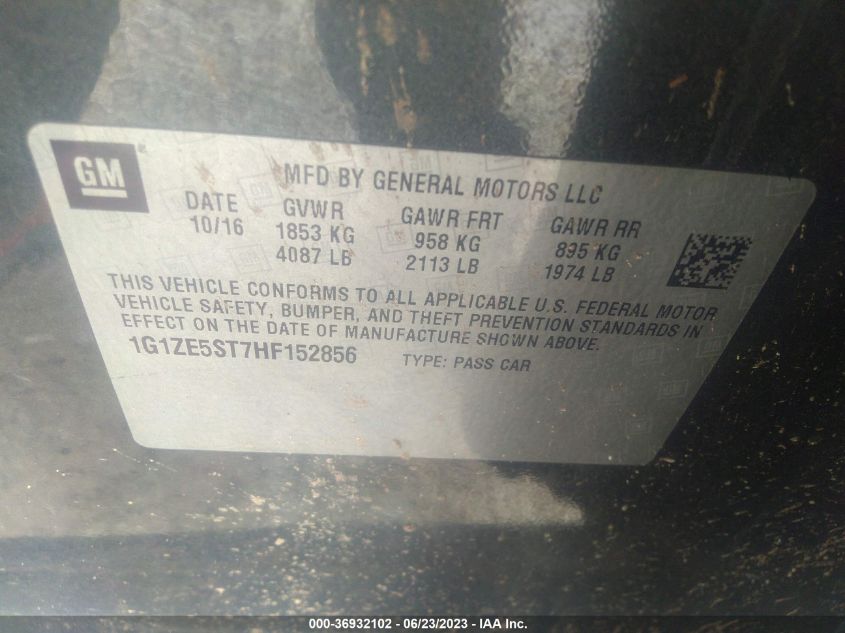 GM
MFD BY GENERAL MOTORS LLC
DATE GVWR GAWR FRT GAWR RR
10/16 1853 KG 958 KG 895 KG
4087 LB 2113 LB 1974 LB
THIS VEHICLE CONFORMS TO ALL APPLICABLE U.S. FEDERAL MOTOR
VEHICLE SAFETY, BUMPER, AND THEFT PREVENTION STANDARDS IN
EFFECT ON THE DATE OF MANUFACTURE SHOWN ABOVE.
1G1ZE5ST7HF152856 TYPE: PASS CAR
000-36932102 - 06/23/2023 - IAA Inc.